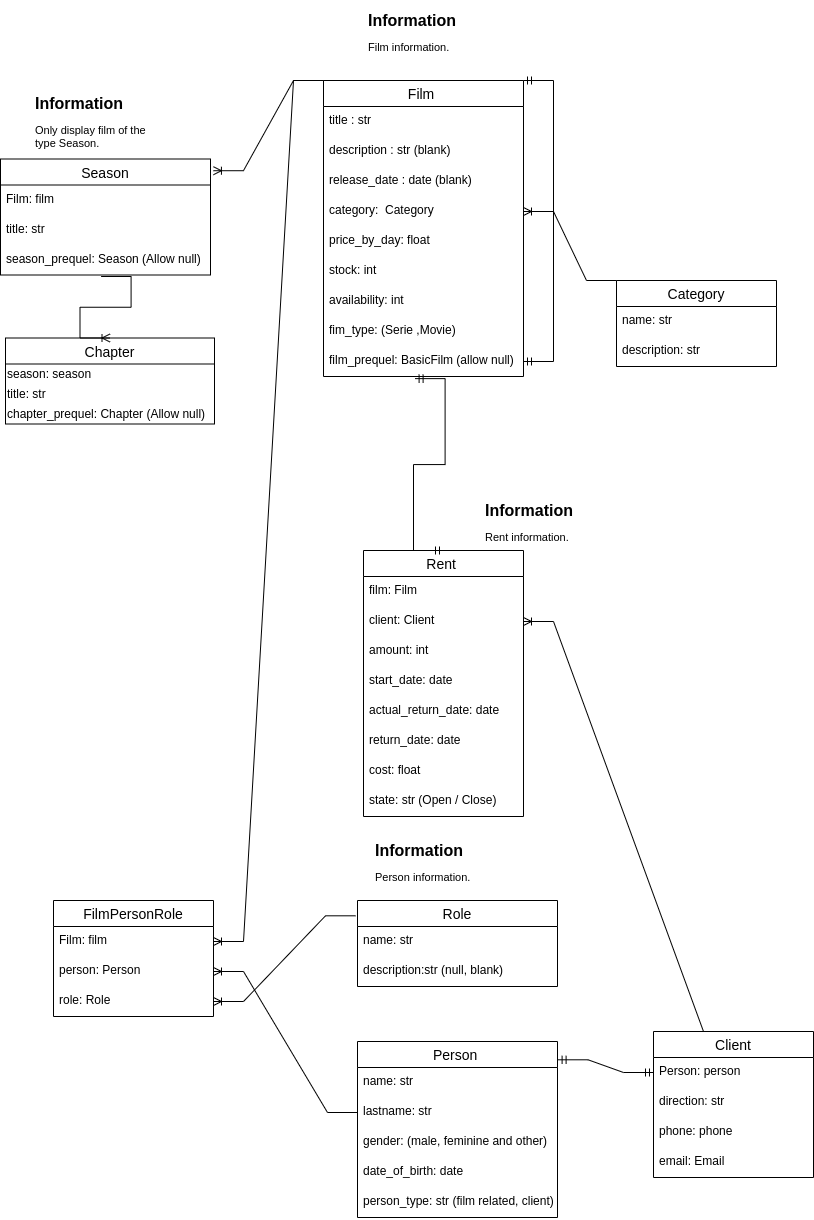 Information
Film information.
Information
Only display film of the
type Season.
Season
Film: film
title: str
season_prequel: Season (Allow null)
Chapter
season: season
title: str
chapter_prequel: Chapter (Allow null)
Film
title : str
description : str (blank)
release_date : date (blank)
category:  Category
price_by_day: float
stock: int
availability: int
fim_type: (Serie ,Movie)
film_prequel: BasicFilm (allow null)
Category
name: str
description: str
Information
Rent information.
Rent
film: Film
client: Client
amount: int
start_date: date
actual_return_date: date
return_date: date
cost: float
state: str (Open / Close)
Information
Person information.
FilmPersonRole
Film: film
person: Person
role: Role
Role
name: str
description:str (null, blank)
Person
name: str
lastname: str
gender: (male, feminine and other)
date_of_birth: date
person_type: str (film related, client)
Client
Person: person
direction: str
phone: phone
email: Email